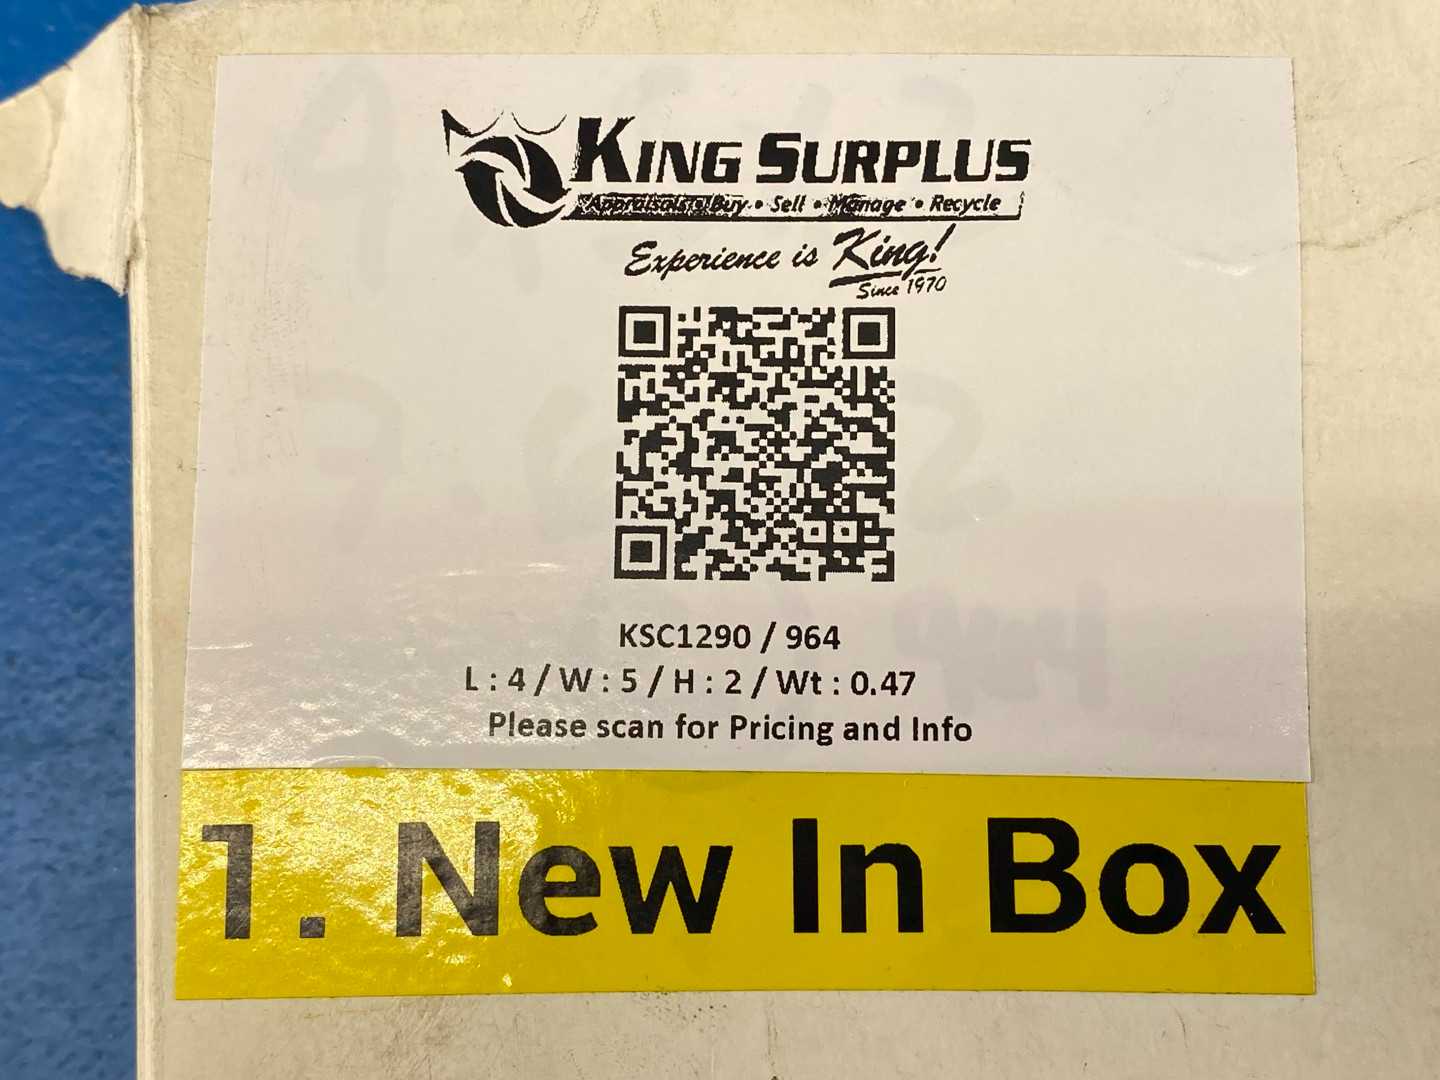 KING SURPLUS
Appraisals • Buy • Sell • Manage • Recycle
Experience is King!
Since 1970
KSC1290 / 964
L : 4 / W : 5 / H : 2 / Wt : 0.47
Please scan for Pricing and Info
1. New In Box